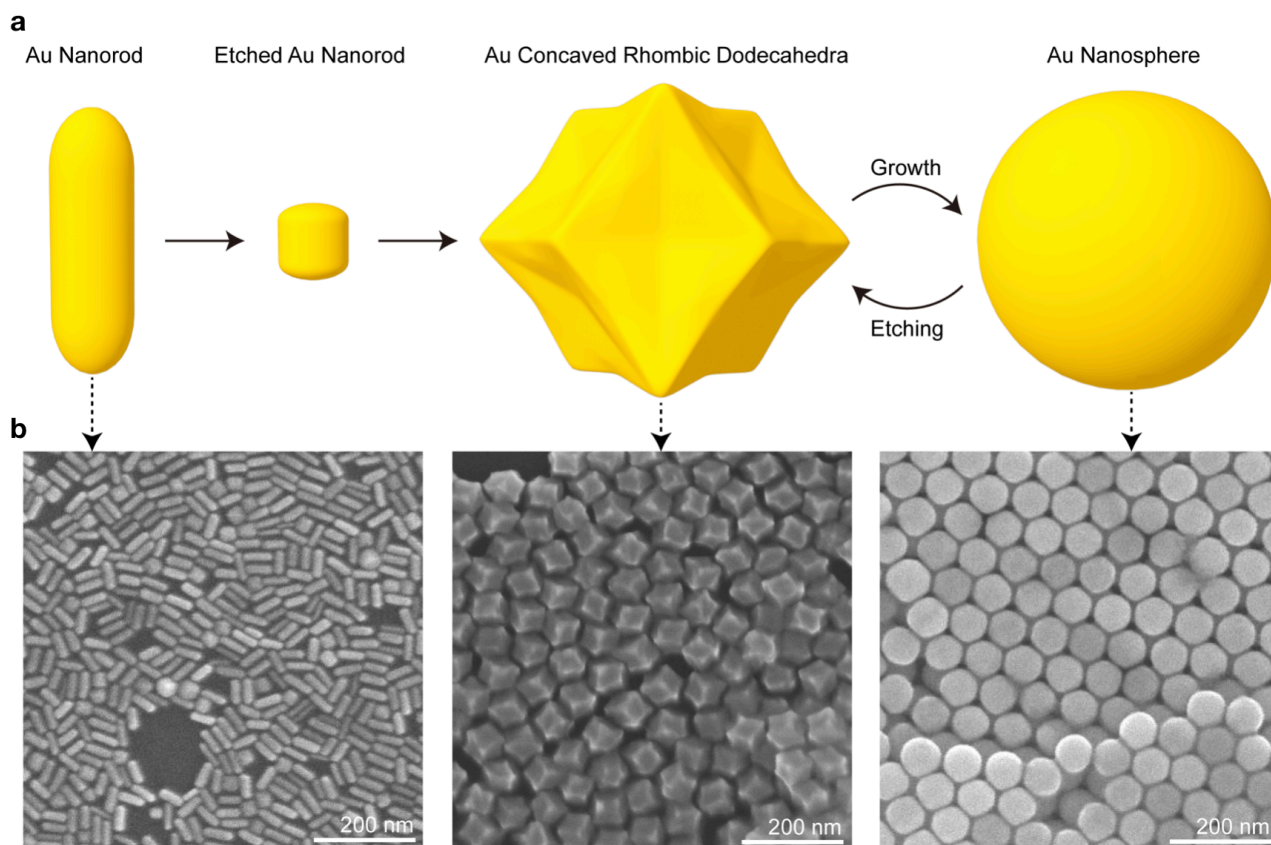 a
Au Nanorod
Etched Au Nanorod
Au Concaved Rhombic Dodecahedra
Au Nanosphere
Growth
Etching
b
200 nm
200 nm
200 nm